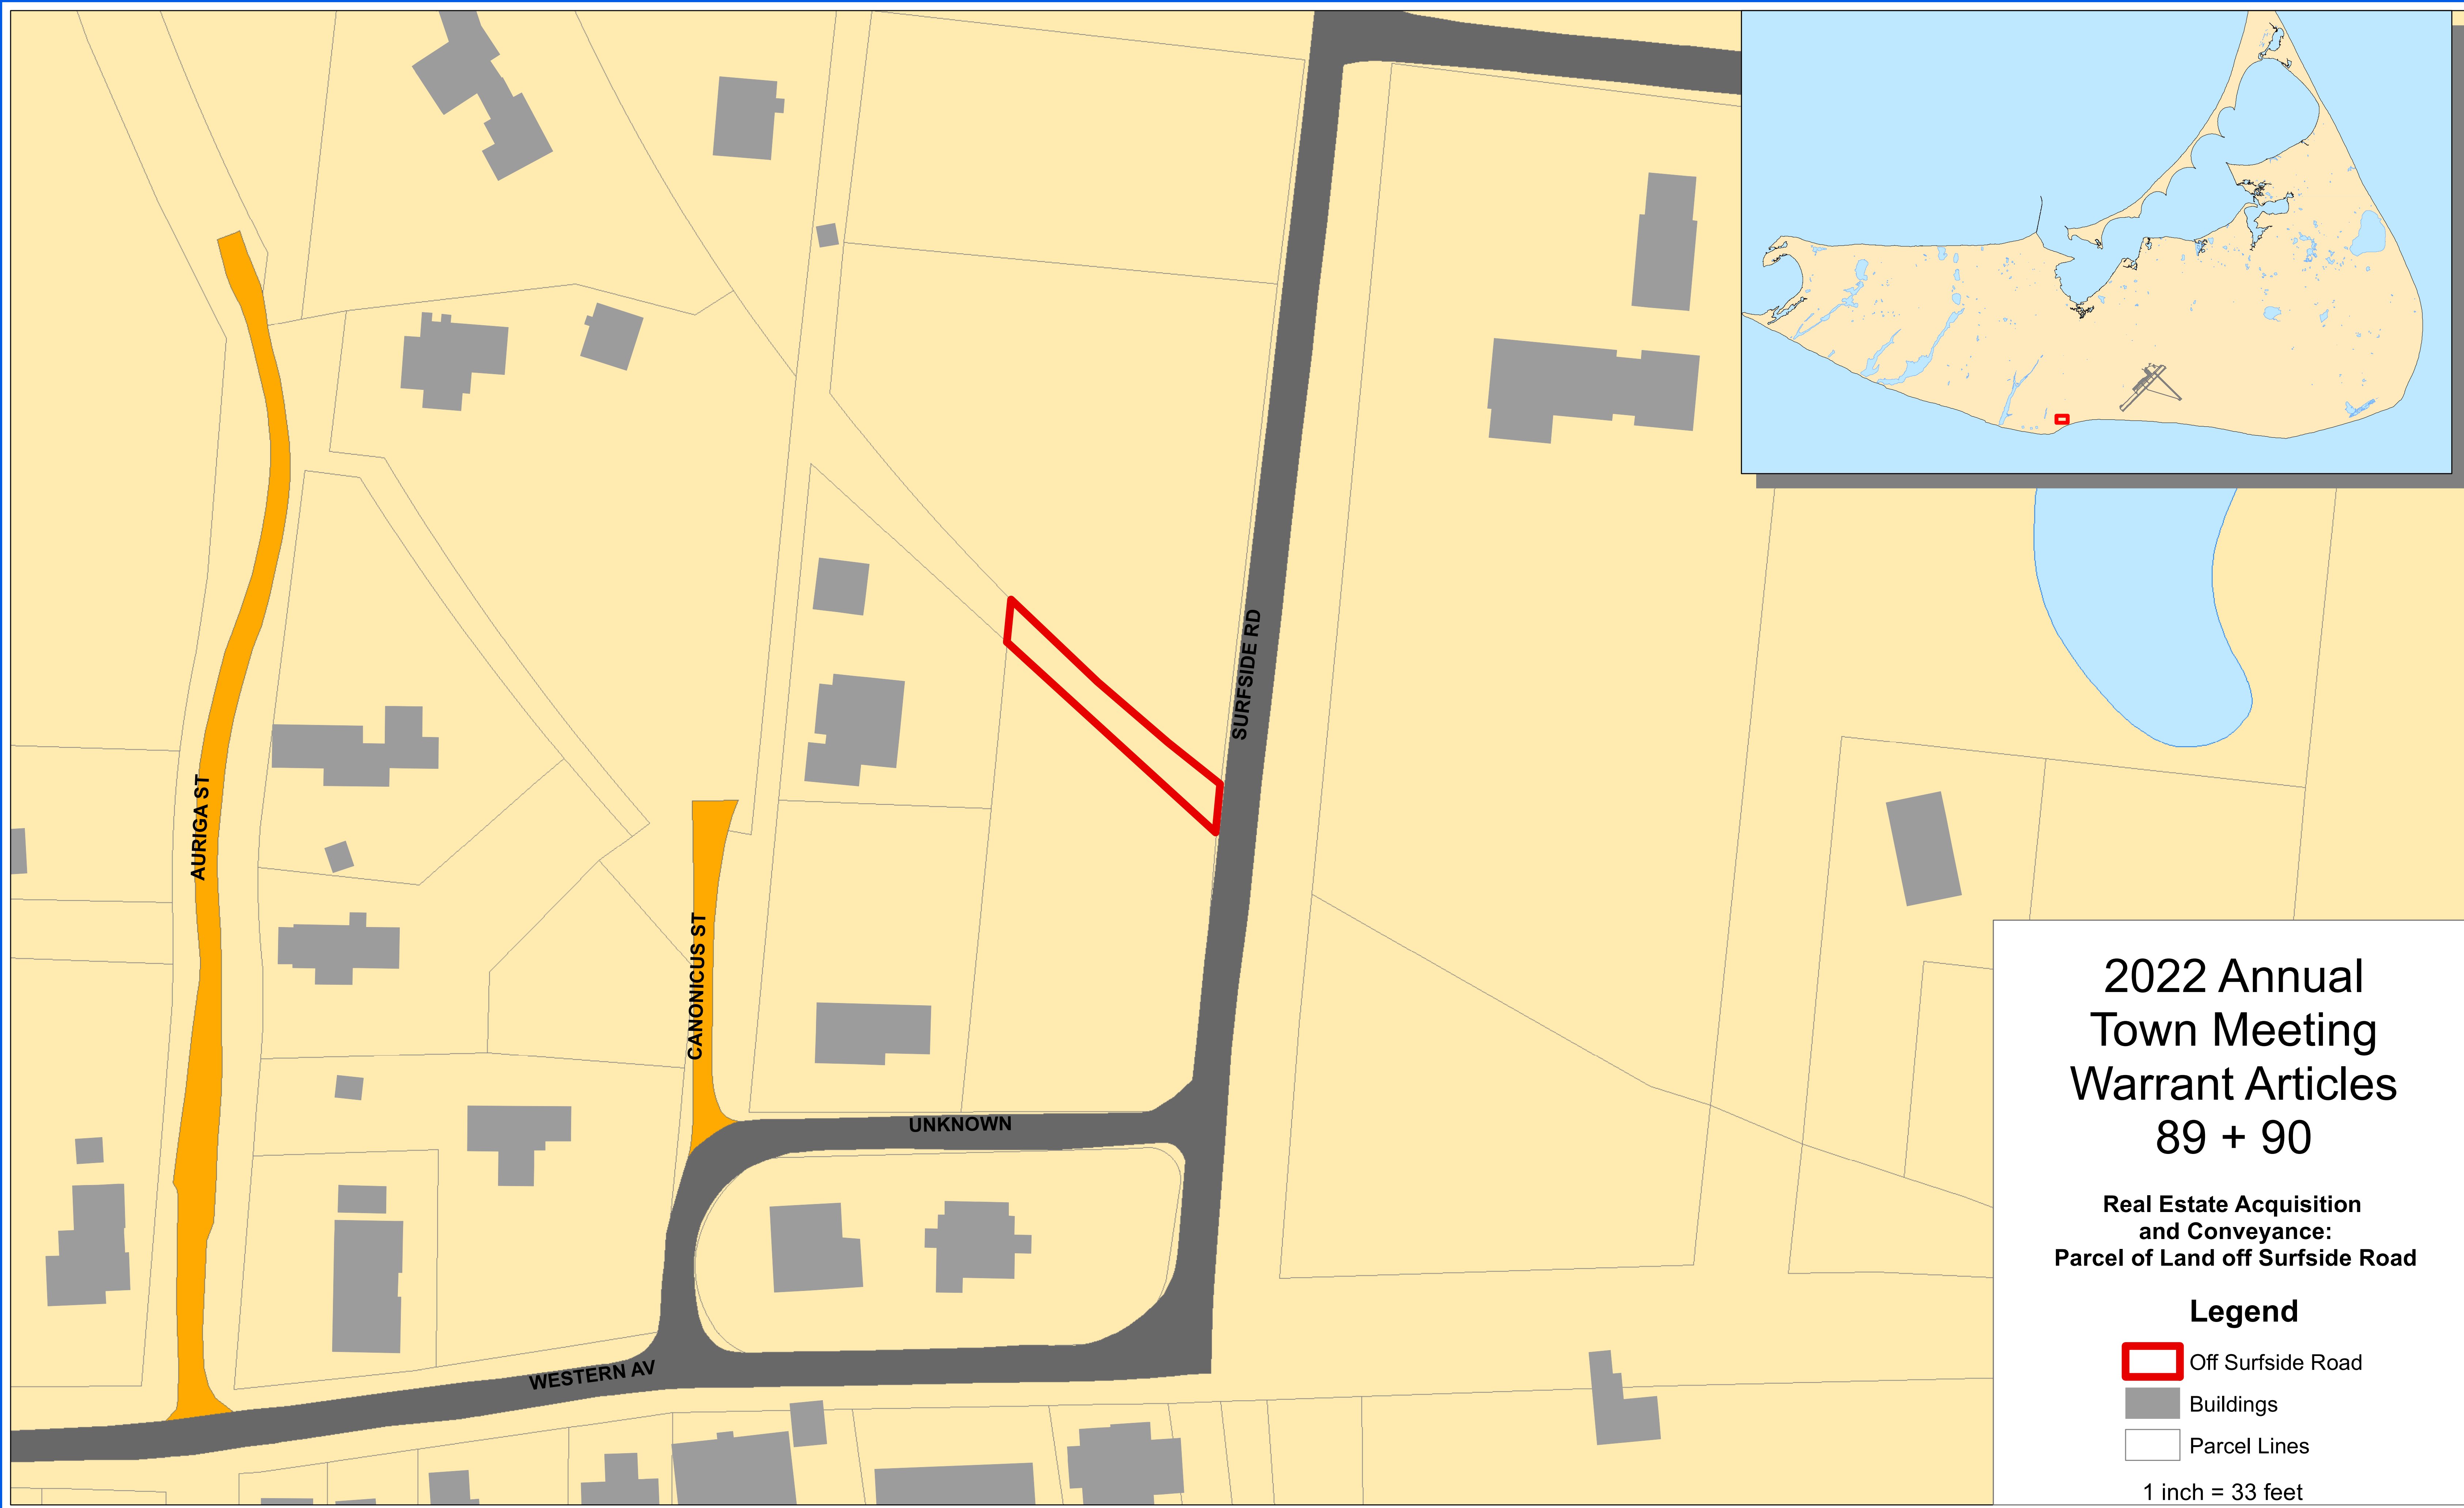 SURFSIDE RD
AURIGA ST
CANONICUS ST
UNKNOWN
WESTERN AV
2022 Annual
Town Meeting
Warrant Articles
89 + 90
Real Estate Acquisition
and Conveyance:
Parcel of Land off Surfside Road
Legend
Off Surfside Road
Buildings
Parcel Lines
1 inch = 33 feet